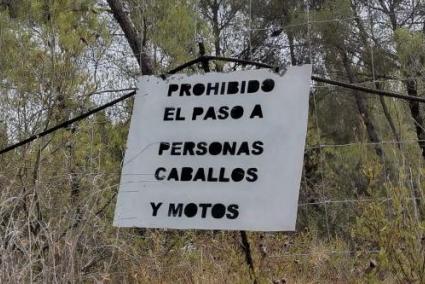 PROHIBIDO
EL PASO A
PERSONAS
CABALLOS
Y MOTOS